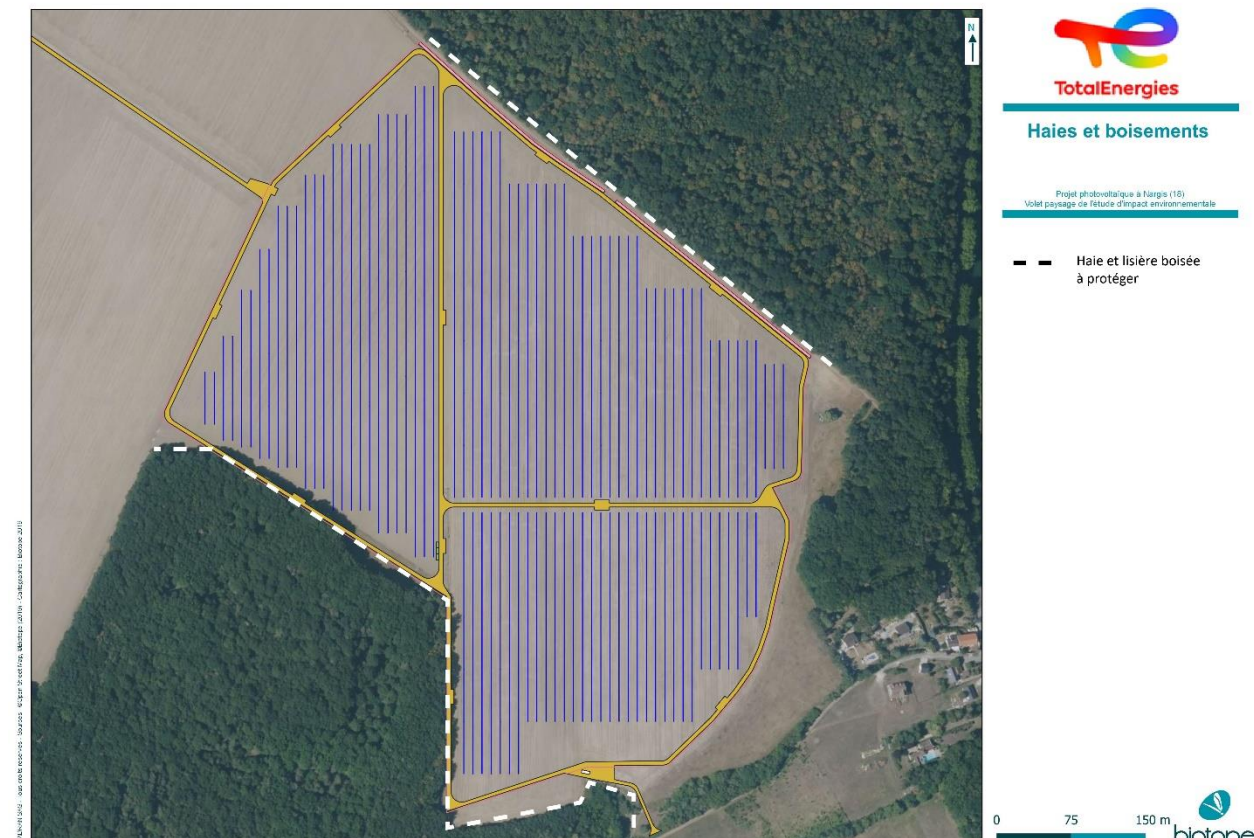 N
TotalEnergies
Haies et boisements
Projet photovoltaïque à Nargis (18)
Volet paysage de l'étude d'impact environnementale
Haie et lisière boisée
à protéger
0 75 150 m
biotope